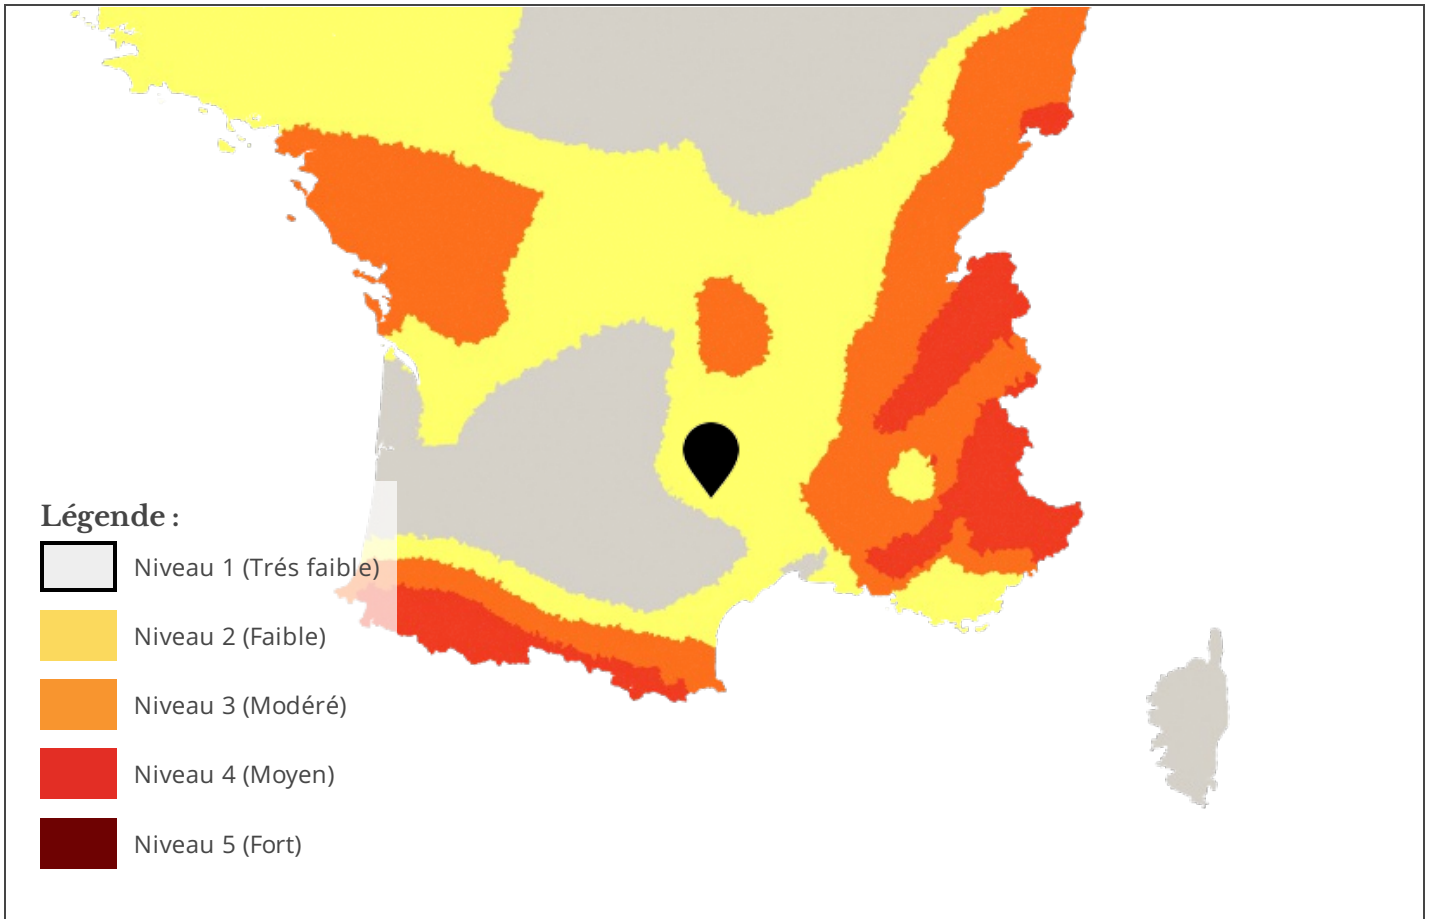 Légende :
Niveau 1 (Trés faible)
Niveau 2 (Faible)
Niveau 3 (Modéré)
Niveau 4 (Moyen)
Niveau 5 (Fort)